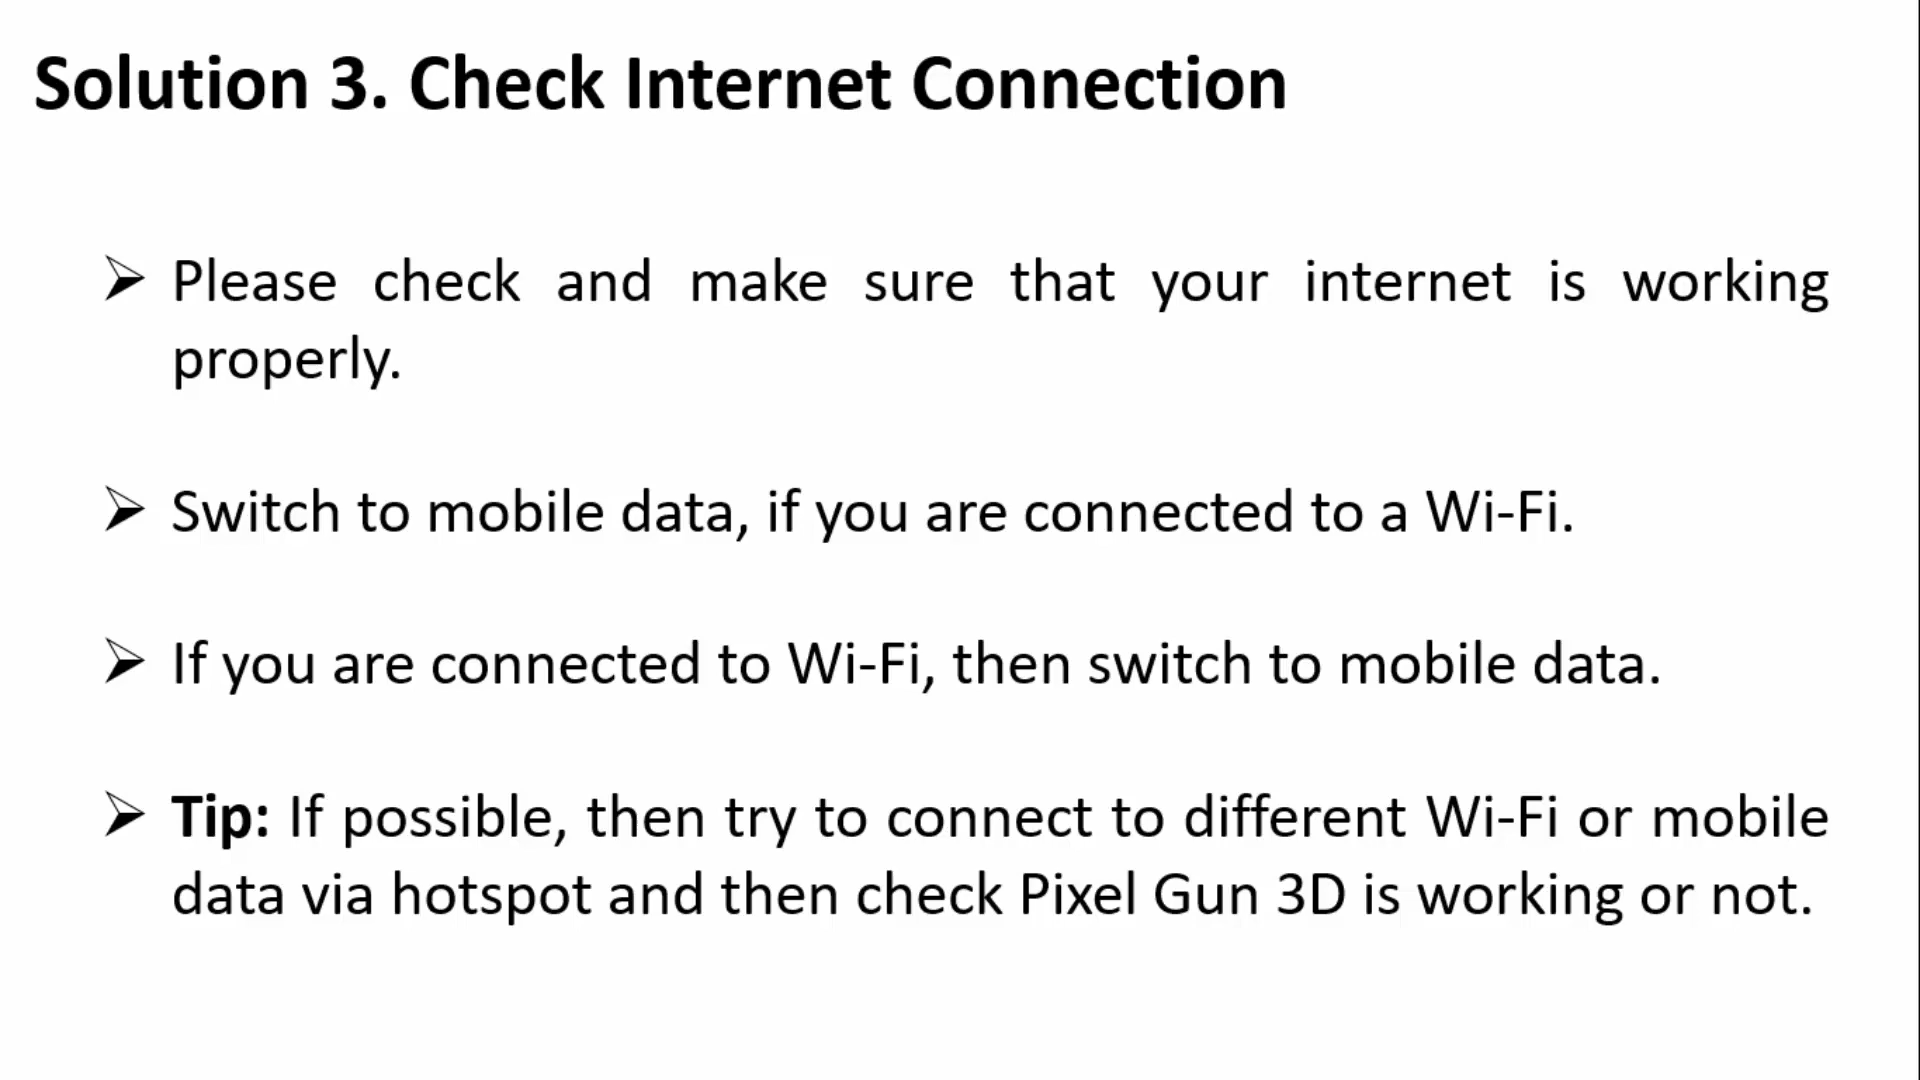 Solution 3. Check Internet Connection
Please check and make sure that your internet is working
properly.
Switch to mobile data, if you are connected to a Wi-Fi.
If you are connected to Wi-Fi, then switch to mobile data.
Tip: If possible, then try to connect to different Wi-Fi or mobile
data via hotspot and then check Pixel Gun 3D is working or not.